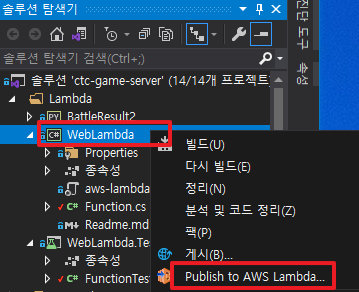 솔루션 탐색기
솔루션 탐색기 검색(Ctrl+;)
솔루션 'ctc-game-server' (14/14개 프로젝트)
Lambda
BattleResult2
WebLambda
Properties
종속성
aws-lambda
Function.cs
Readme.md
WebLambda.Te
종속성
FunctionTest
빌드(U)
다시 빌드(E)
정리(N)
분석 및 코드 정리(Z)
팩(P)
게시(B)...
Publish to AWS Lambda...
진단 도구
속성